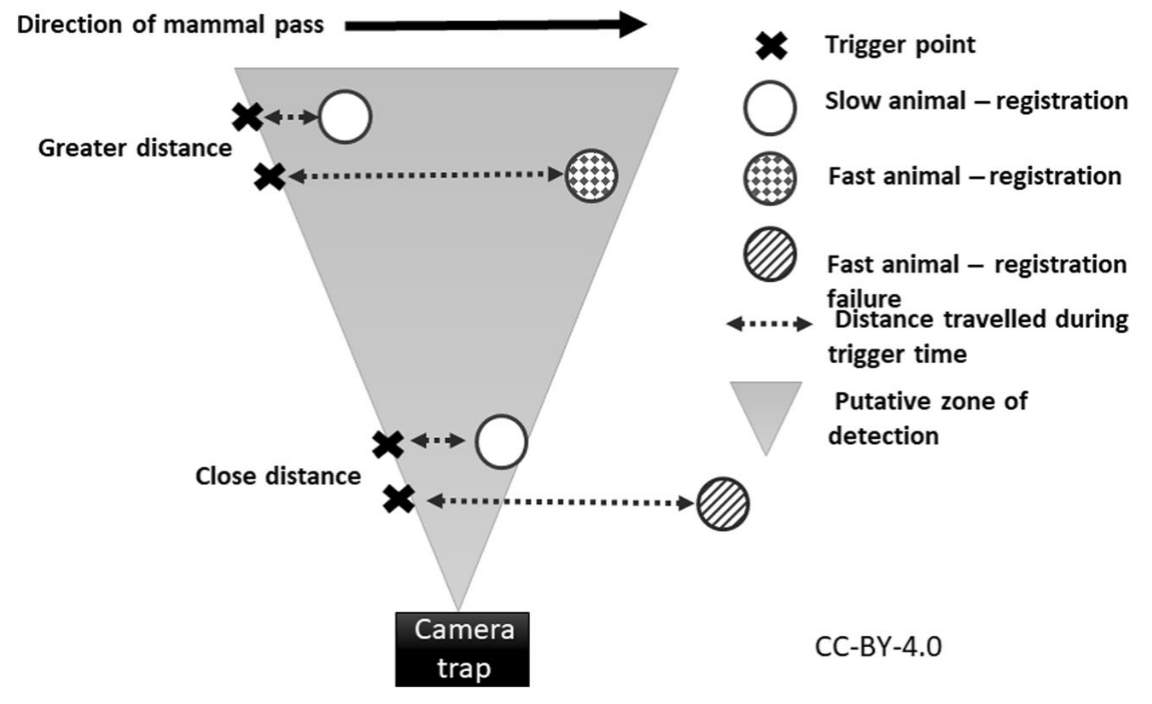 Direction of mammal pass
Greater distance
Close distance
Camera
trap
Trigger point
Slow animal – registration
Fast animal – registration
Fast animal – registration
failure
Distance travelled during
trigger time
Putative zone of
detection
CC-BY-4.0